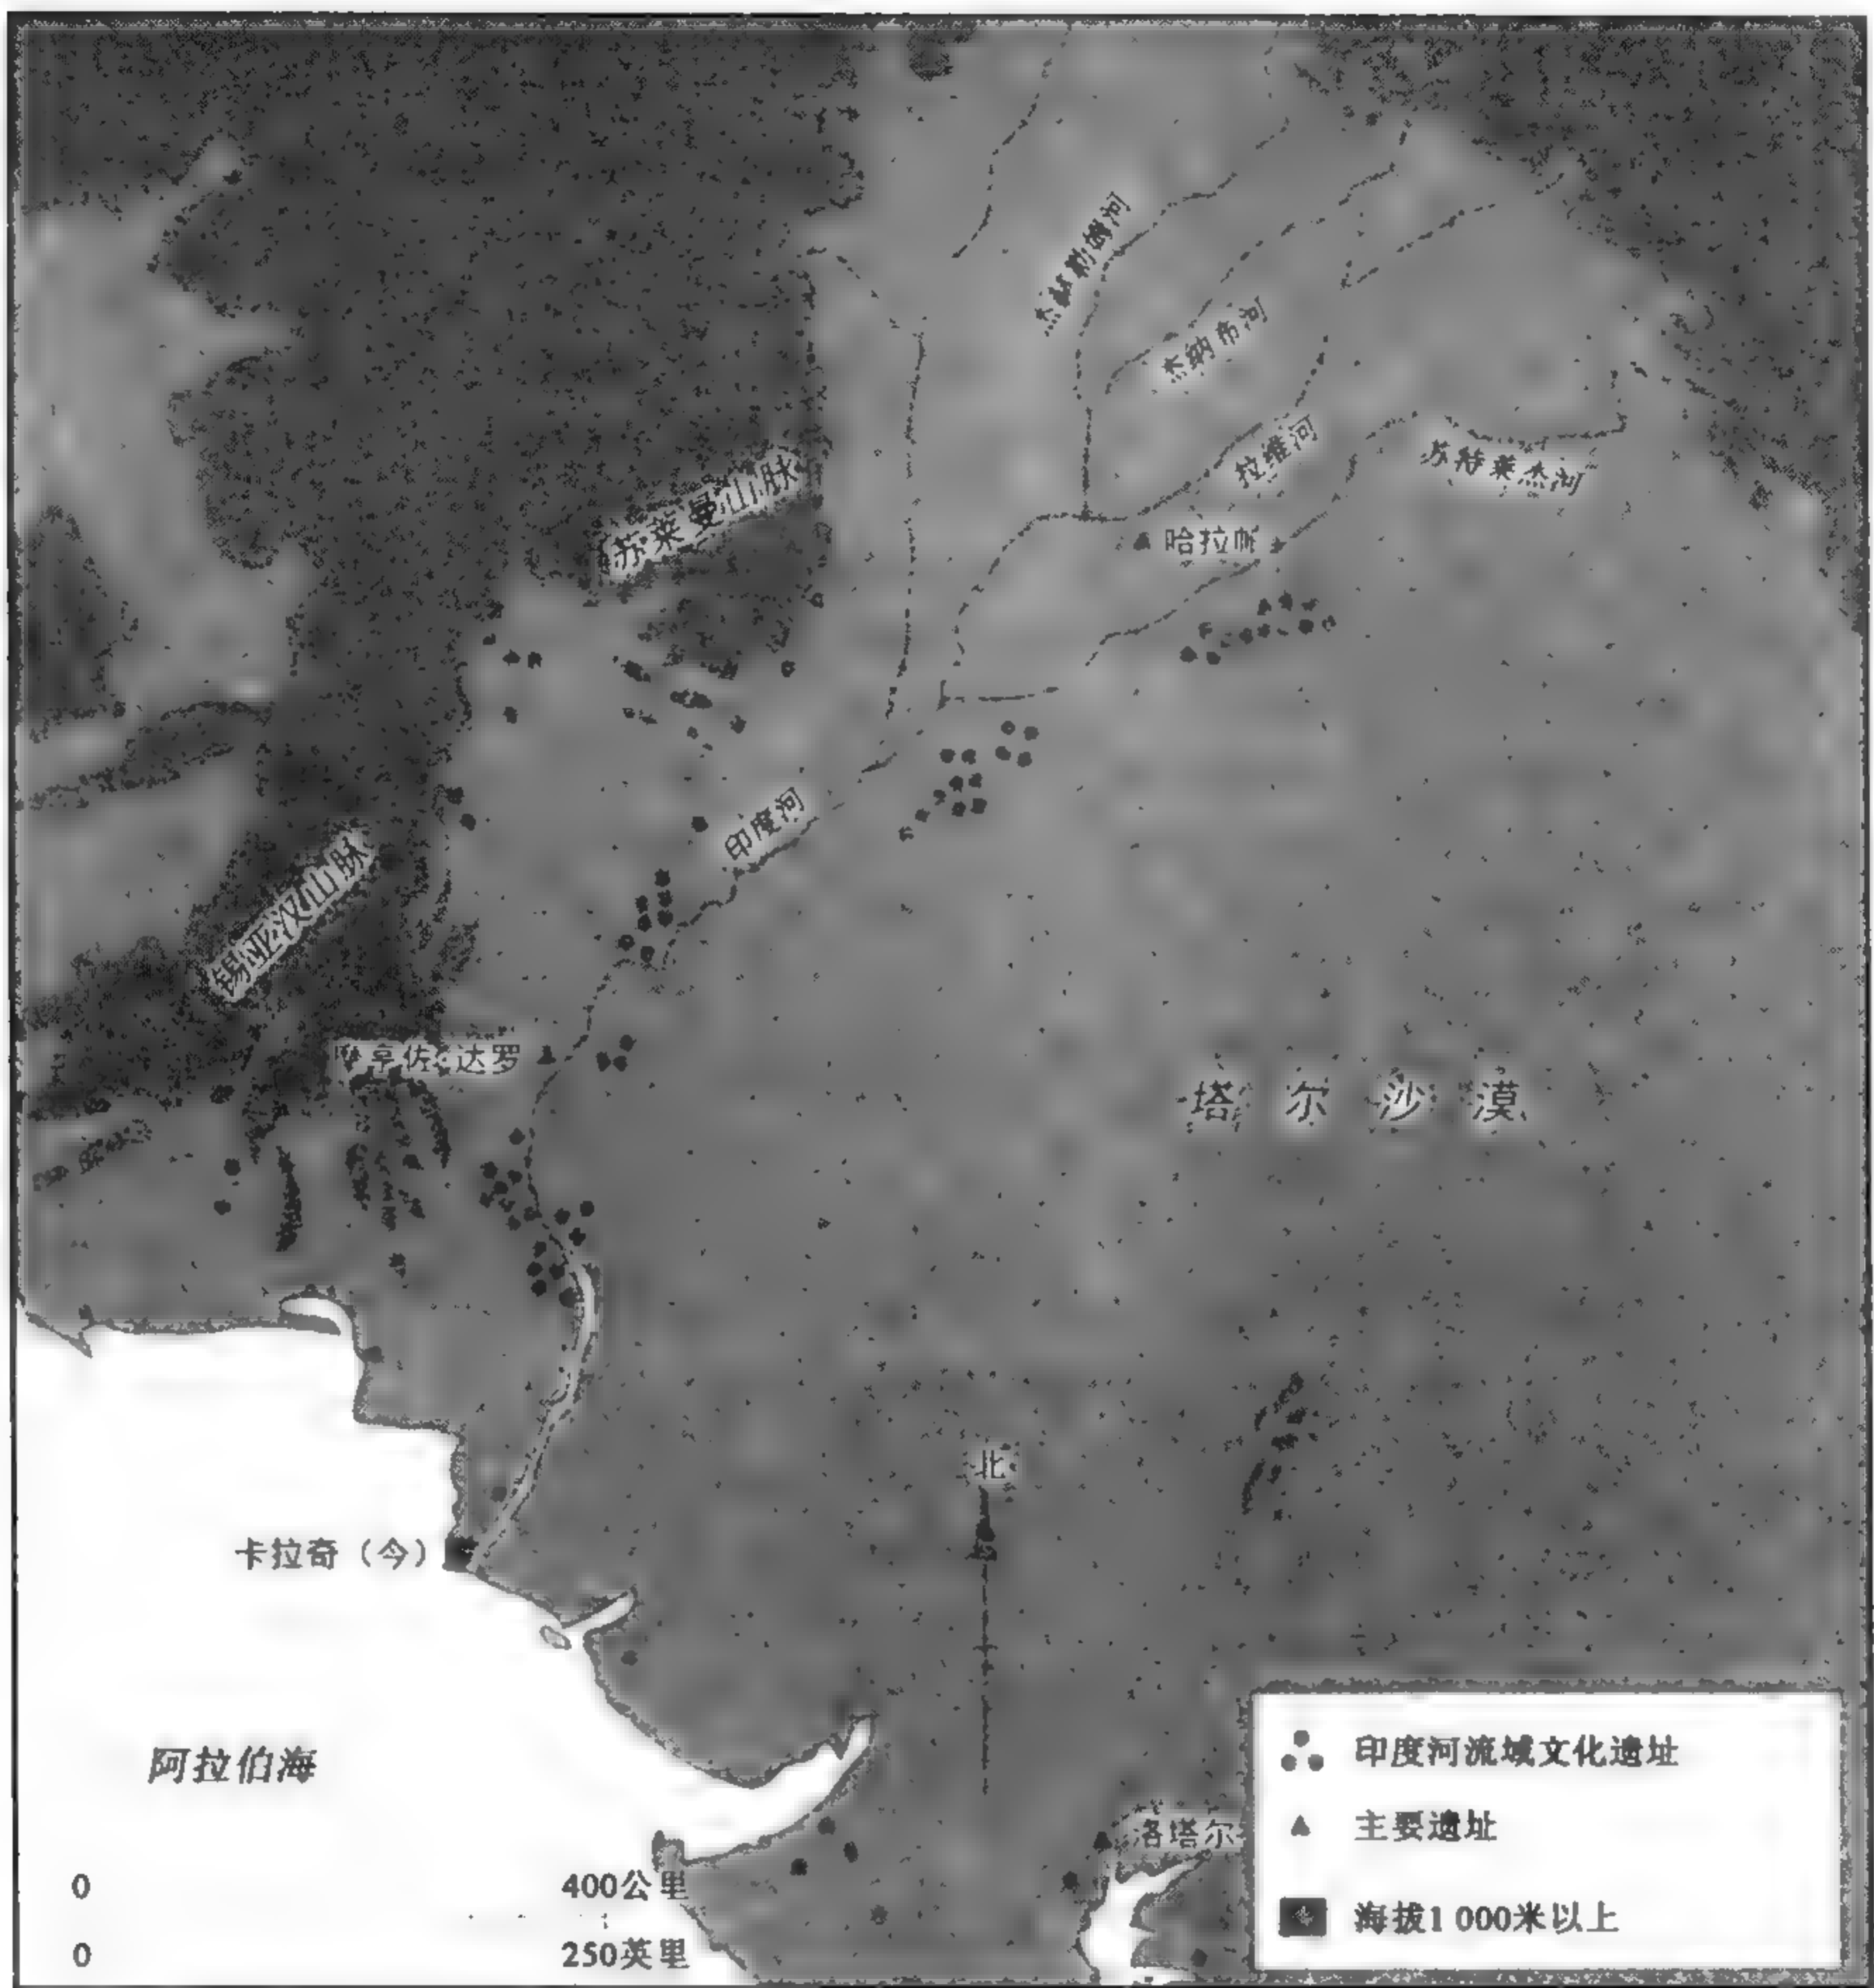 杰赫勒姆河
杰纳布河
拉维河
苏特莱杰河
苏莱曼山脉
哈拉帕
印度河
锡亚汉山脉
摩亨佐·达罗
塔尔沙漠
北
卡拉奇（今）
阿拉伯海
洛塔尔
0 400公里
0 250英里
印度河流域文化遗址
主要遗址
海拔1 000米以上